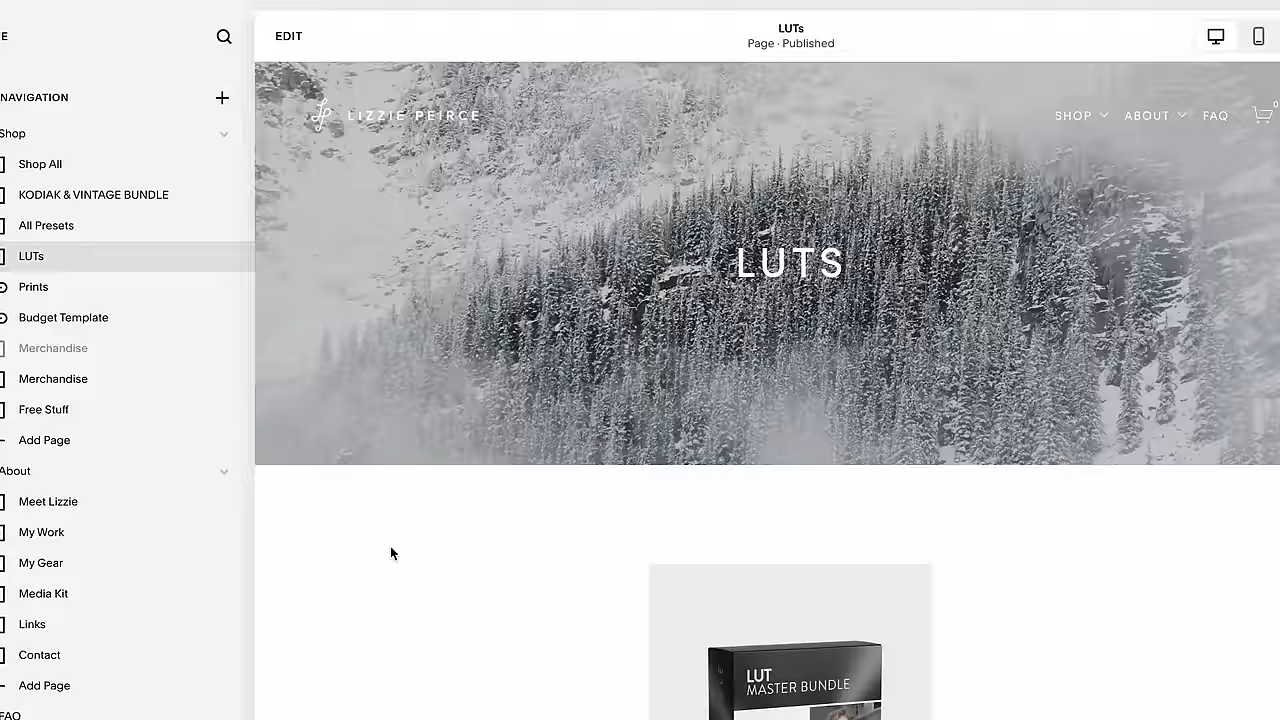 E
EDIT
LUTs
Page · Published
NAVIGATION
Shop
Shop All
KODIAK & VINTAGE BUNDLE
All Presets
LUTs
Prints
Budget Template
Merchandise
Merchandise
Free Stuff
Add Page
About
Meet Lizzie
My Work
My Gear
Media Kit
Links
Contact
Add Page
FAQ
LIZZIE PEIRCE
SHOP
ABOUT
FAQ
0
LUTS
LUT
MASTER BUNDLE